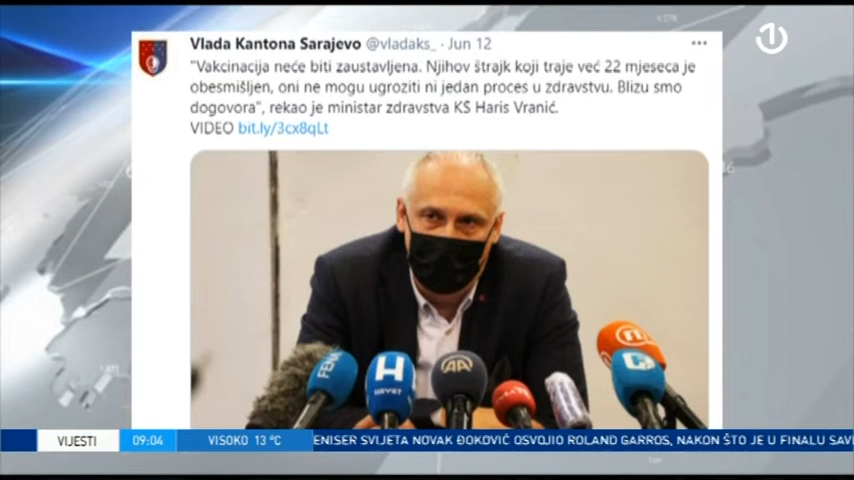 Vlada Kantona Sarajevo @vladaks_ · Jun 12
"Vakcinacija neće biti zaustavljena. Njihov štrajk koji traje već 22 mjeseca je
obesmišljen, oni ne mogu ugroziti ni jedan proces u zdravstvu. Blizu smo
dogovora", rekao je ministar zdravstva KŠ Haris Vranić.
VIDEO bit.ly/3cx8qLt
FENA
H
HAYAT
AA
VIJESTI 09:04 VISOKO 13 °C ENISER SVIJETA NOVAK ĐOKOVIĆ OSVOJIO ROLAND GARROS, NAKON ŠTO JE U FINALU SAV